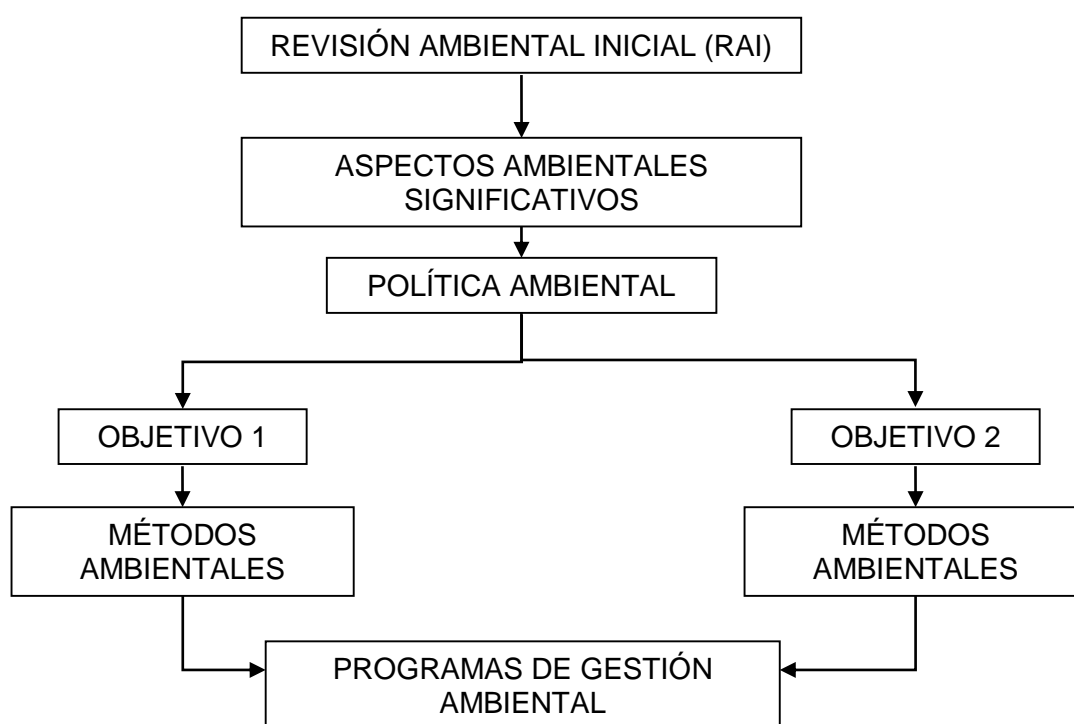 REVISIÓN AMBIENTAL INICIAL (RAI)
ASPECTOS AMBIENTALES
SIGNIFICATIVOS
POLÍTICA AMBIENTAL
OBJETIVO 1
OBJETIVO 2
MÉTODOS
AMBIENTALES
MÉTODOS
AMBIENTALES
PROGRAMAS DE GESTIÓN
AMBIENTAL